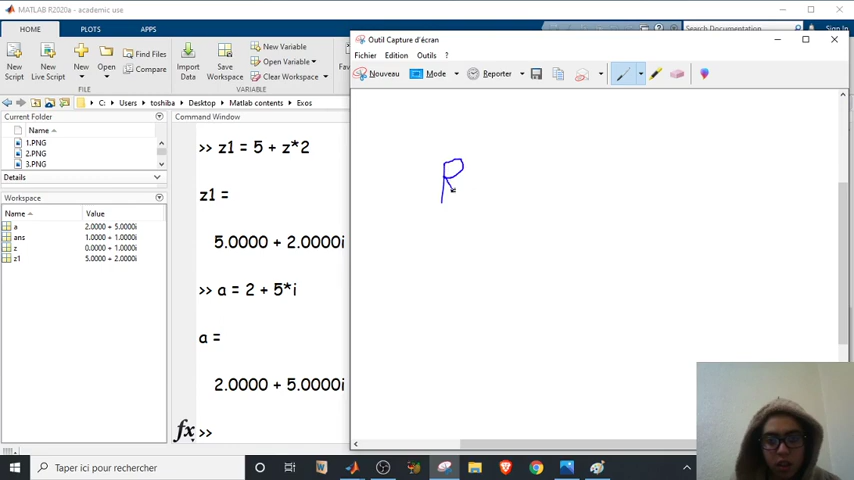 MATLAB R2020a - academic use
HOME PLOTS APPS
Search Documentation
Sign In
New Script
New Live Script
New
Open
Find Files
Compare
Import Data
Save Workspace
New Variable
Open Variable
Clear Workspace
FILE VARIABLE
C: Users toshiba Desktop Matlab contents Exos
Current Folder
Name
1.PNG
2.PNG
3.PNG
Details
Workspace
Name Value
a 2.0000 + 5.0000i
ans 1.0000 + 1.0000i
z 0.0000 + 1.0000i
z1 5.0000 + 2.0000i
Command Window
>> z1 = 5 + z*2
z1 =
5.0000 + 2.0000i
>> a = 2 + 5*i
a =
2.0000 + 5.0000i
fx >>
Outil Capture d'écran
Fichier Edition Outils ?
Nouveau Mode Reporter
R
Taper ici pour rechercher